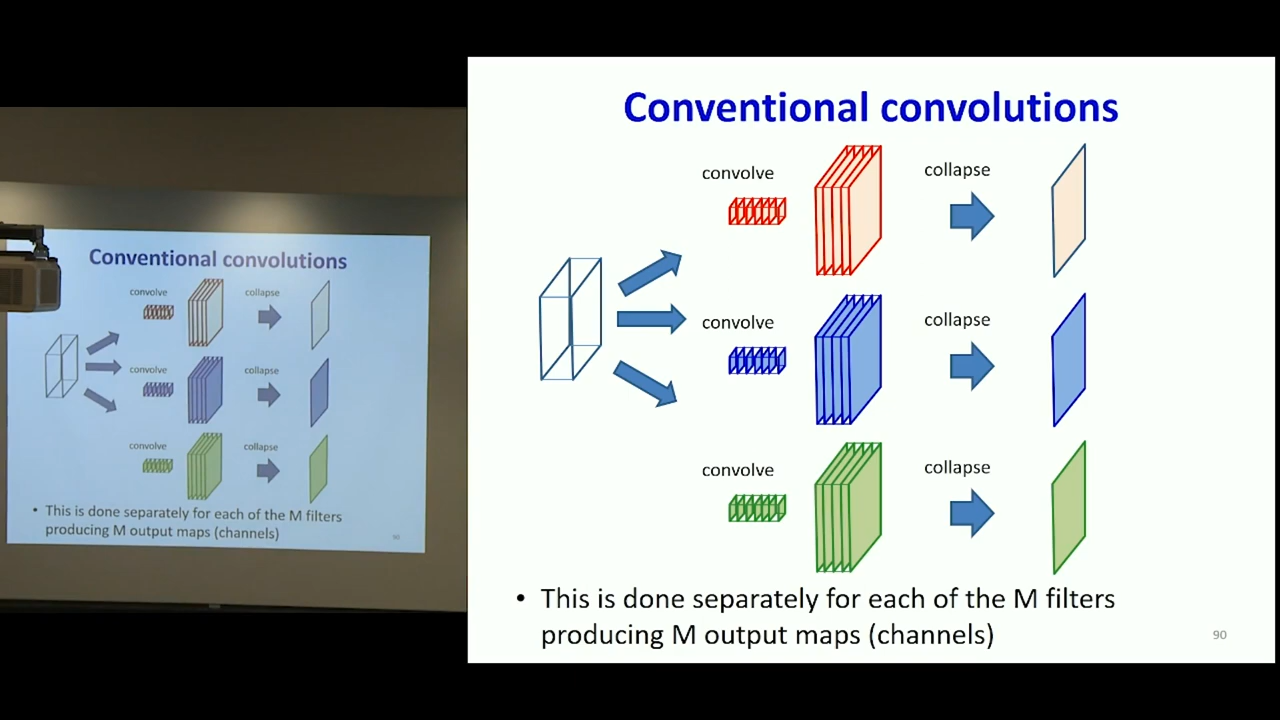 Conventional convolutions
convolve
collapse
convolve
collapse
convolve
collapse
• This is done separately for each of the M filters
producing M output maps (channels)
90
Conventional convolutions
convolve
collapse
convolve
collapse
convolve
collapse
• This is done separately for each of the M filters
producing M output maps (channels)
90